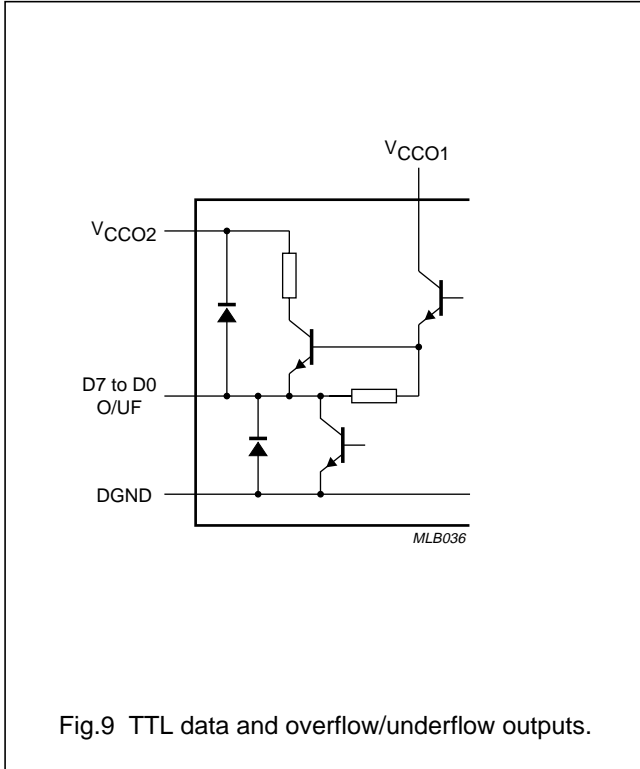 VCCO1
VCCO2
D7 to D0
O/UF
DGND
MLB036
Fig.9 TTL data and overflow/underflow outputs.